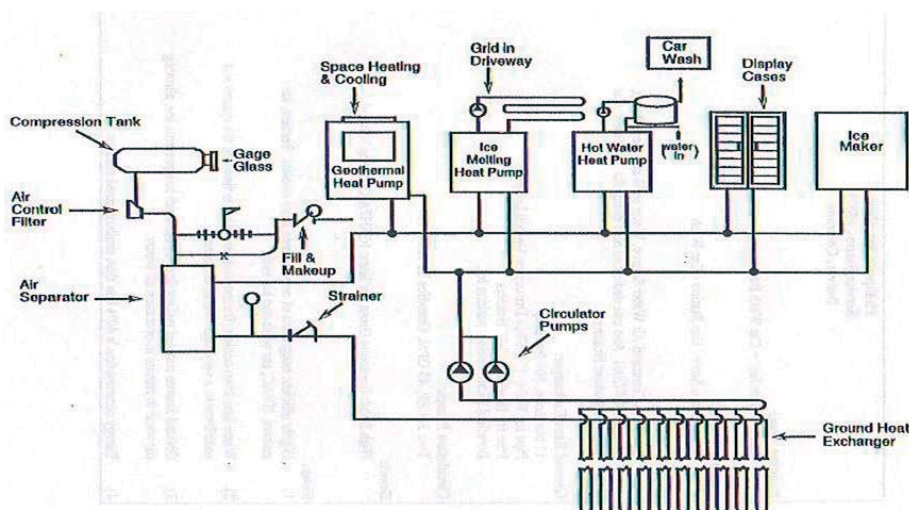 Car
Wash
Grid in
Driveway
Space Heating
& Cooling
Display
Cases
Compression Tank
Gage
Glass
Geothermal
Heat Pump
Ice
Melting
Heat Pump
Hot Water
Heat Pump
(water
in)
Ice
Maker
Air
Control
Filter
x
Fill &
Makeup
Air
Separator
Strainer
Circulator
Pumps
Ground Heat
Exchanger